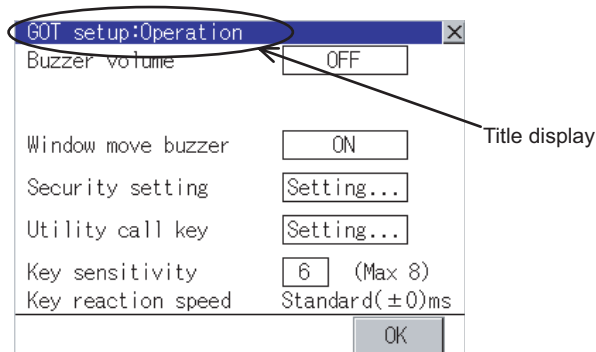 GOT setup:Operation
Buzzer volume OFF
Title display
Window move buzzer ON
Security setting Setting...
Utility call key Setting...
Key sensitivity 6 (Max 8)
Key reaction speed Standard(±0)ms
OK